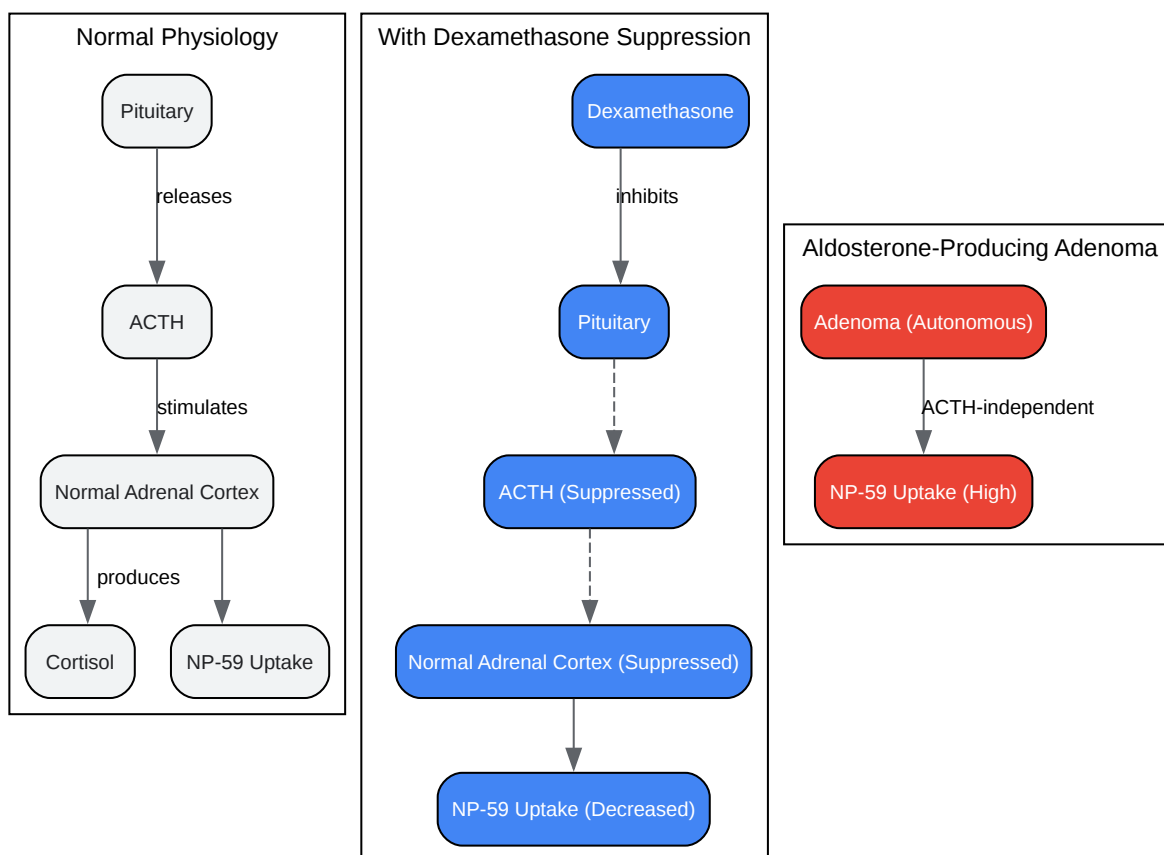 Normal Physiology
Pituitary
releases
ACTH
stimulates
Normal Adrenal Cortex
produces
Cortisol
NP-59 Uptake
With Dexamethasone Suppression
Dexamethasone
inhibits
Pituitary
ACTH (Suppressed)
Normal Adrenal Cortex (Suppressed)
NP-59 Uptake (Decreased)
Aldosterone-Producing Adenoma
Adenoma (Autonomous)
ACTH-independent
NP-59 Uptake (High)